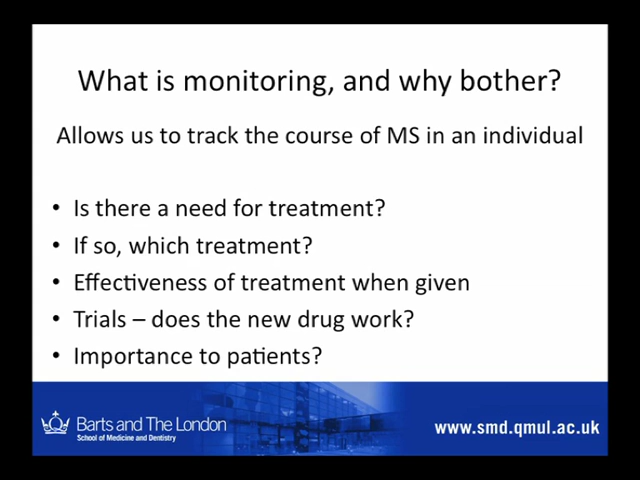 What is monitoring, and why bother?
Allows us to track the course of MS in an individual
• Is there a need for treatment?
• If so, which treatment?
• Effectiveness of treatment when given
• Trials – does the new drug work?
• Importance to patients?
Barts and The London
School of Medicine and Dentistry
www.smd.qmul.ac.uk